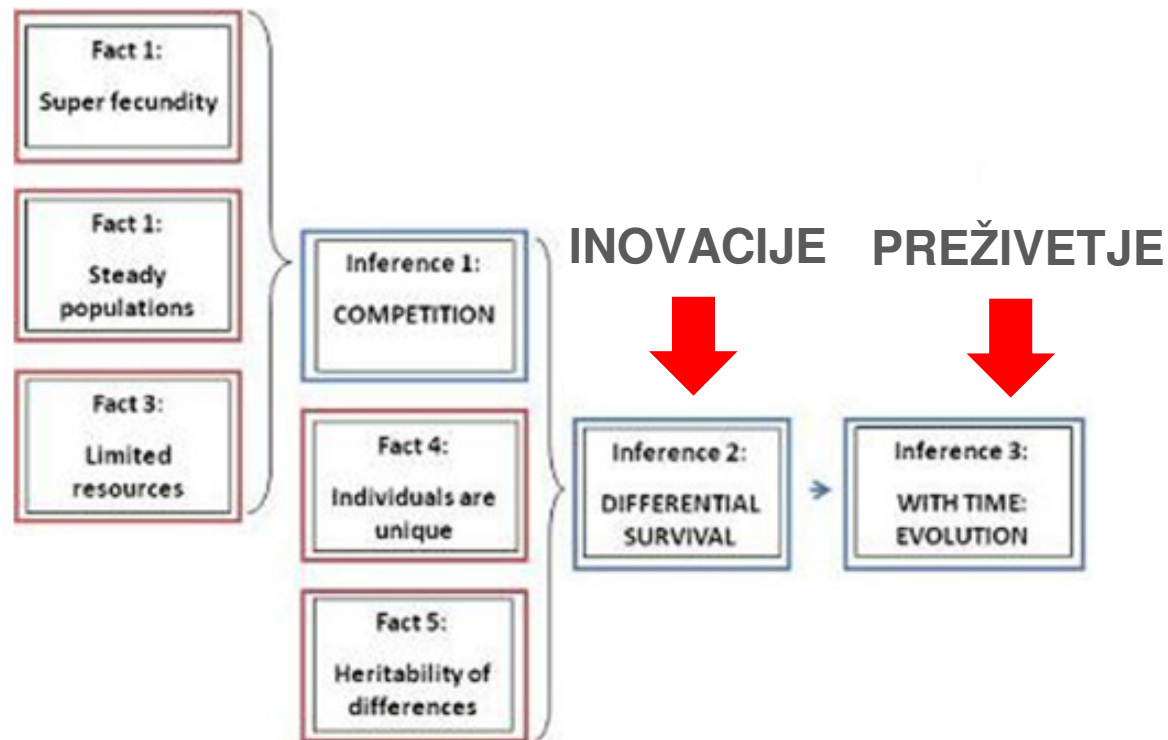 Fact 1:
Super fecundity
Fact 1:
Steady
populations
Fact 3:
Limited
resources
Inference 1:
COMPETITION
Fact 4:
Individuals are
unique
Fact 5:
Heritability of
differences
INOVACIJE
PREŽIVETJE
Inference 2:
DIFFERENTIAL
SURVIVAL
Inference 3:
WITH TIME:
EVOLUTION